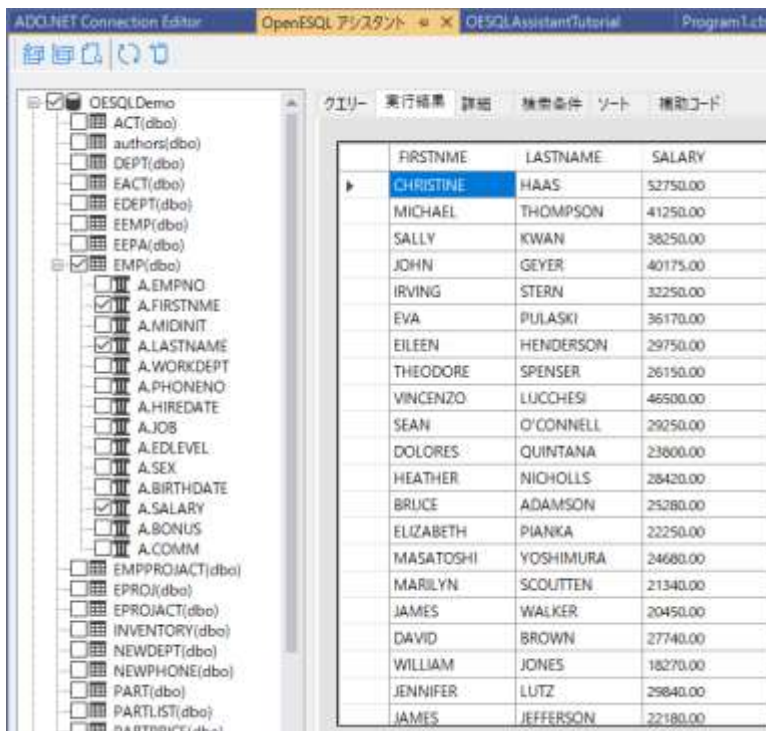 ADO.NET Connection Editor OpenESQL アシスタント OESQLAssistantTutorial
OESQLDemo
ACT(dbo)
authors(dbo)
DEPT(dbo)
EACT(dbo)
EDEPT(dbo)
EEMP(dbo)
EEPA(dbo)
EMP(dbo)
A.EMPNO
A.FIRSTNME
A.MIDINIT
A.LASTNAME
A.WORKDEPT
A.PHONENO
A.HIREDATE
A.JOB
A.EDLEVEL
A.SEX
A.BIRTHDATE
A.SALARY
A.BONUS
A.COMM
EMPPROJACT(dbo)
EPROJ(dbo)
EPROJACT(dbo)
INVENTORY(dbo)
NEWDEPT(dbo)
NEWPHONE(dbo)
PART(dbo)
PARTLIST(dbo)
PARTPRICE(dbo)
クエリー 実行結果 詳細 検索条件 ソート 補助コード
FIRSTNME LASTNAME SALARY
CHRISTINE HAAS 52750.00
MICHAEL THOMPSON 41250.00
SALLY KWAN 38250.00
JOHN GEYER 40175.00
IRVING STERN 32250.00
EVA PULASKI 36170.00
EILEEN HENDERSON 29750.00
THEODORE SPENSER 26150.00
VINCENZO LUCCHESI 46500.00
SEAN O'CONNELL 29250.00
DOLORES QUINTANA 23800.00
HEATHER NICHOLLS 28420.00
BRUCE ADAMSON 25280.00
ELIZABETH PIANKA 22250.00
MASATOSHI YOSHIMURA 24680.00
MARILYN SCOUTTEN 21340.00
JAMES WALKER 20450.00
DAVID BROWN 27740.00
WILLIAM JONES 18270.00
JENNIFER LUTZ 29840.00
JAMES JEFFERSON 22180.00